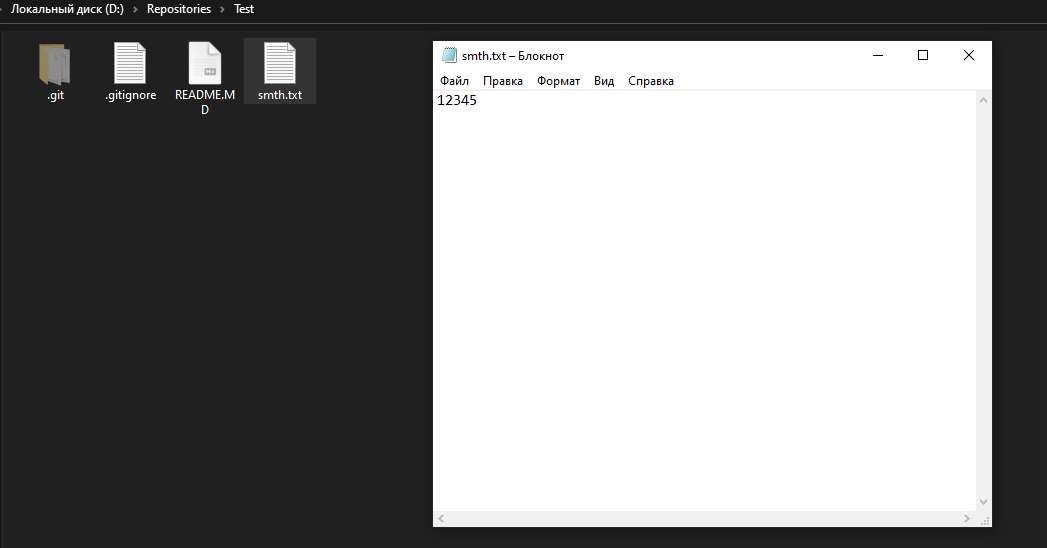 Локальный диск (D:) › Repositories › Test
.git
.gitignore
README.M
D
smth.txt
smth.txt – Блокнот
Файл Правка Формат Вид Справка
12345